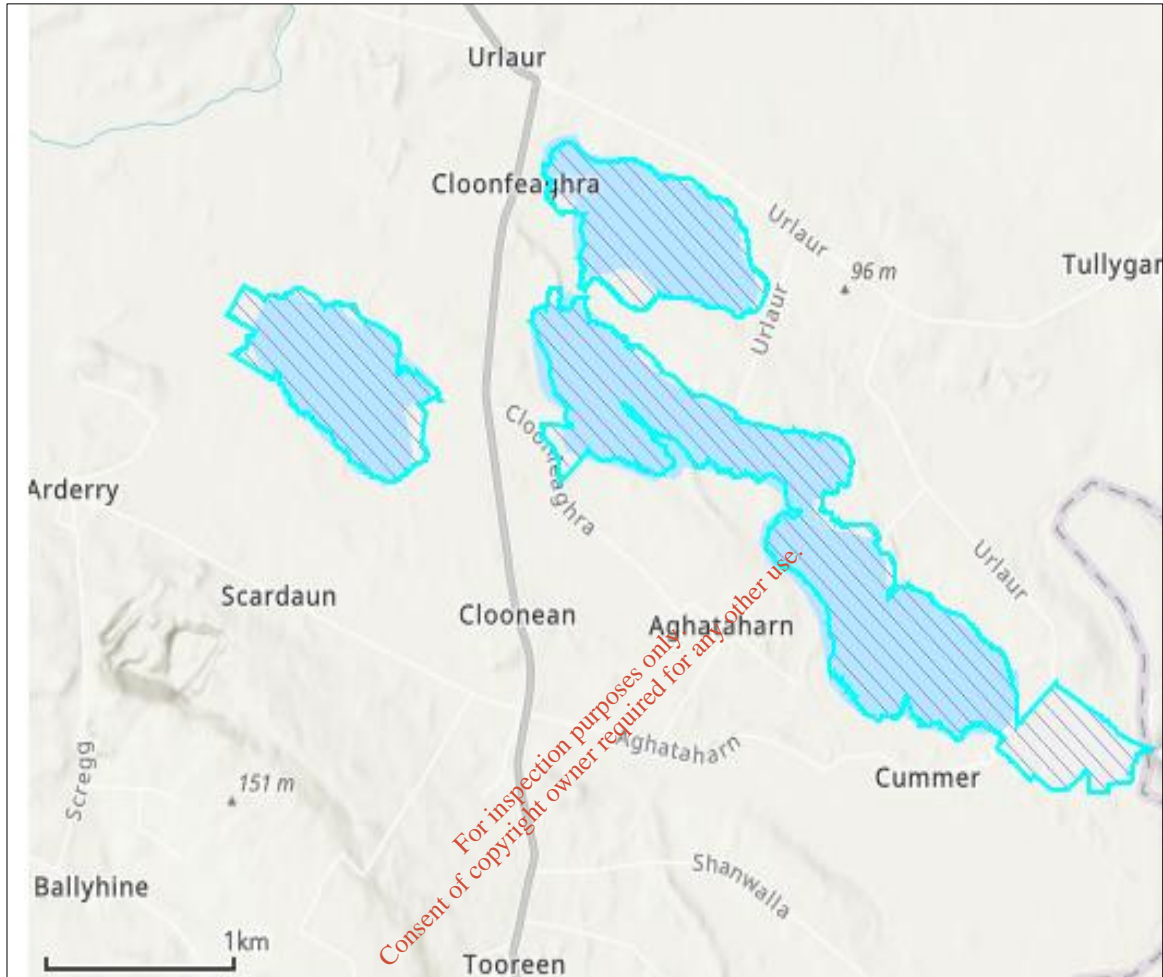 Urlaur
Cloonfeaghra
Urlaur
96 m
Tullygar
Urlaur
Cloonfeaghra
Arderry
Urlaur
Scardaun
Cloonean
Aghataharn
For inspection purposes only.
Consent of copyright owner required for any other use.
Aghataharn
Scregg
151 m
Cummer
Shanwalla
Ballyhine
1km
Tooreen